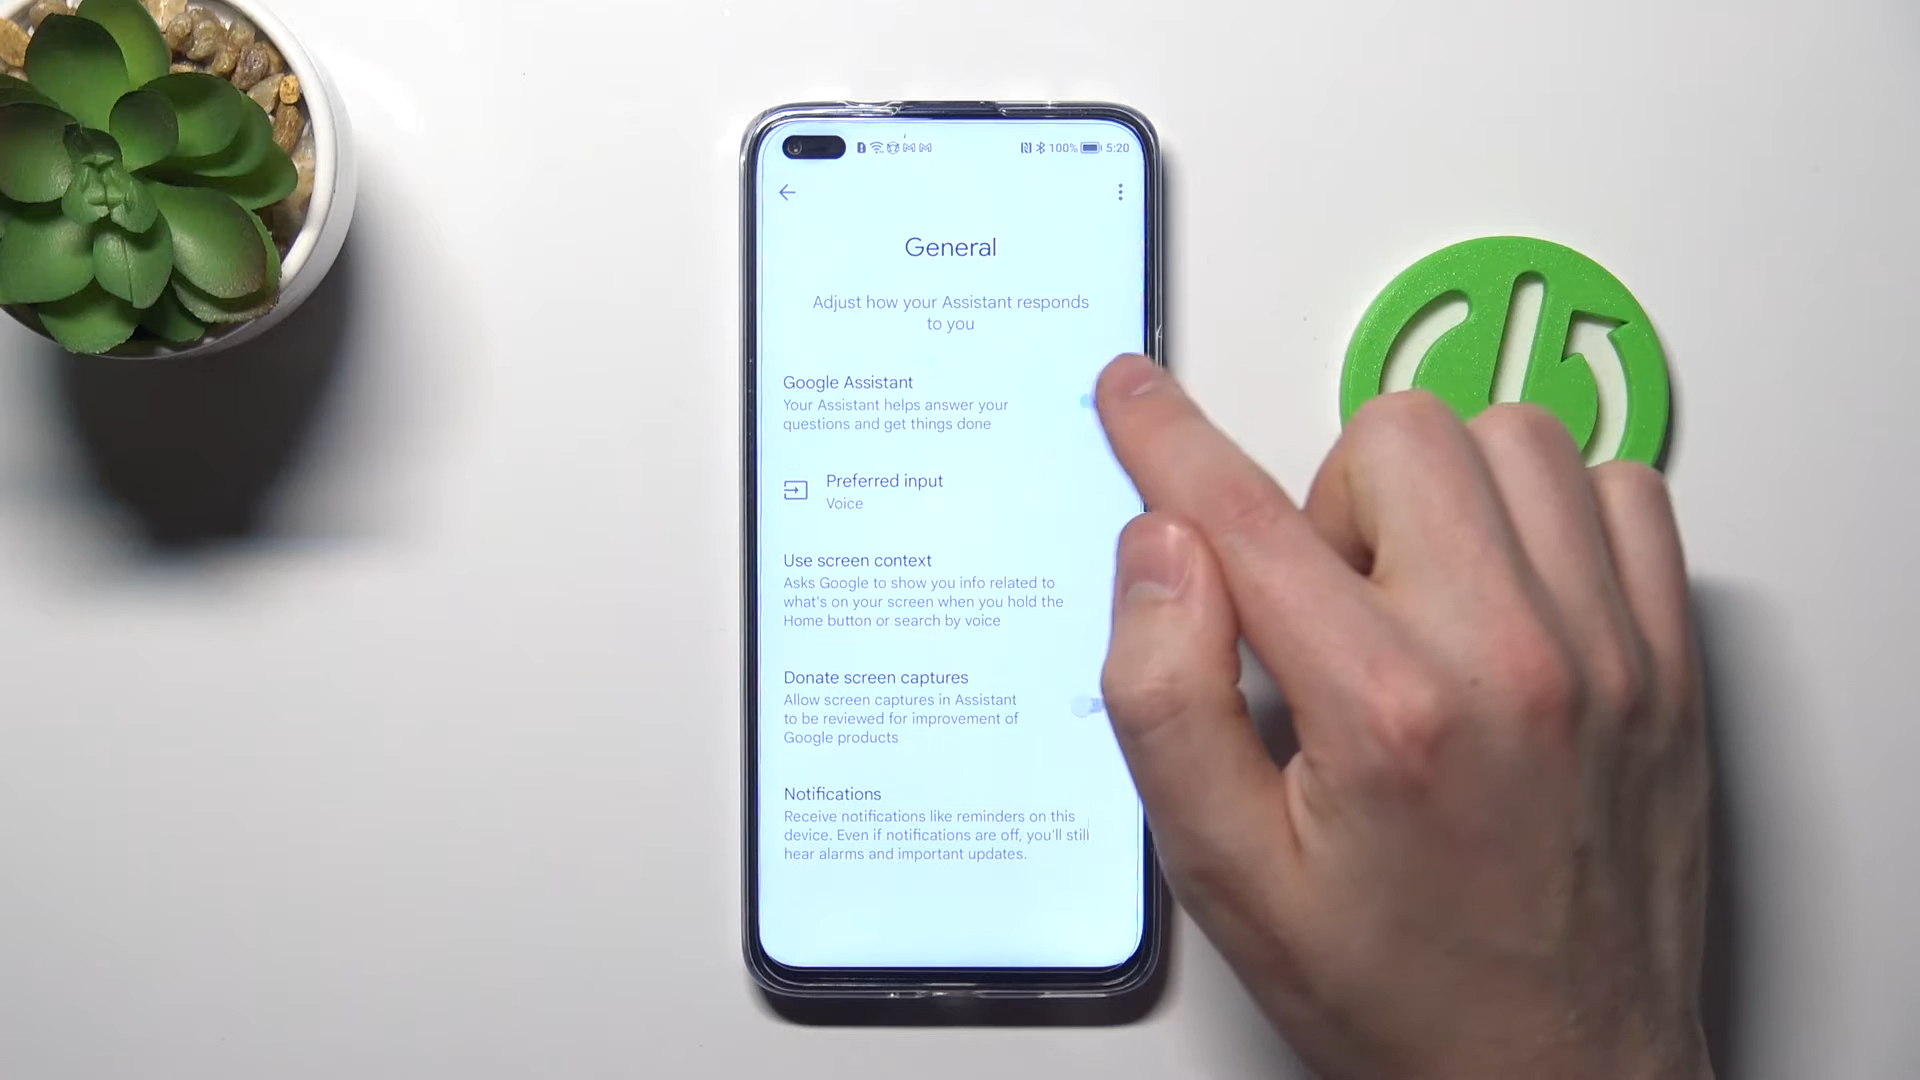 100% 5:20
General
Adjust how your Assistant responds
to you
Google Assistant
Your Assistant helps answer your
questions and get things done
Preferred input
Voice
Use screen context
Asks Google to show you info related to
what's on your screen when you hold the
Home button or search by voice
Donate screen captures
Allow screen captures in Assistant
to be reviewed for improvement of
Google products
Notifications
Receive notifications like reminders on this
device. Even if notifications are off, you'll still
hear alarms and important updates.